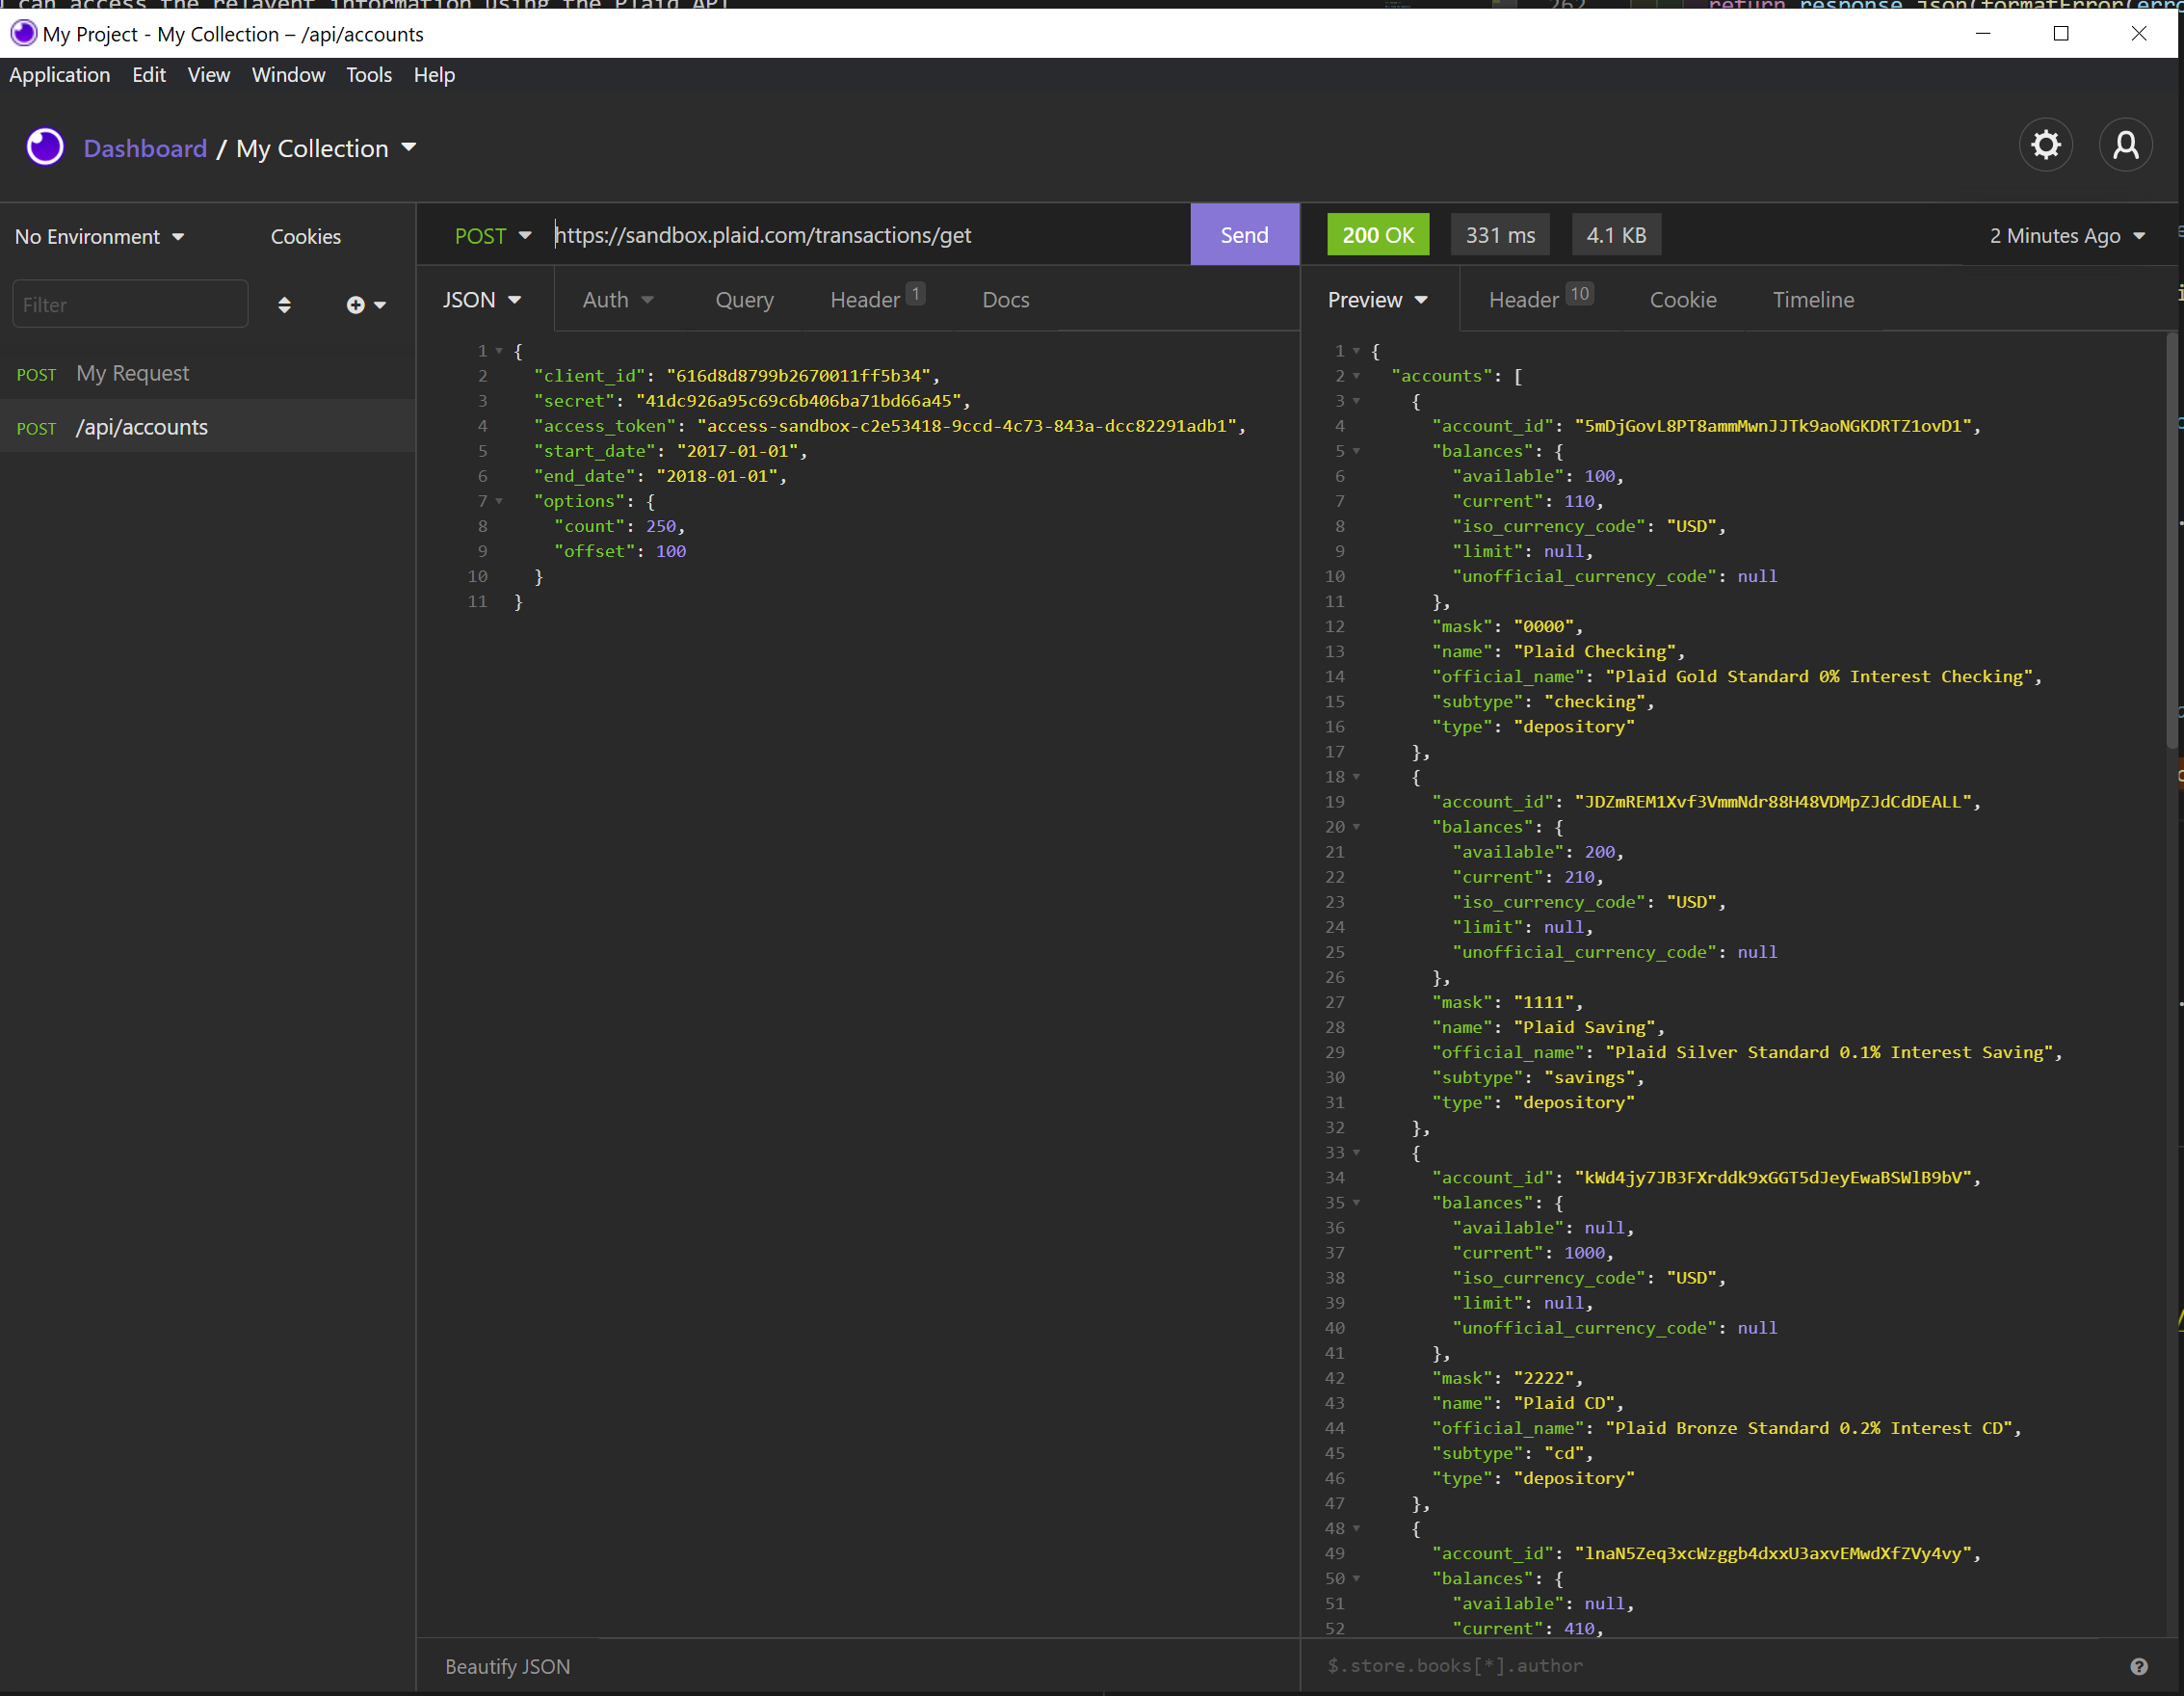 can access the relavent information using the Plaid API
262
return response.json(formatError(erro
My Project - My Collection – /api/accounts
Application Edit View Window Tools Help
Dashboard / My Collection
No Environment Cookies
POST https://sandbox.plaid.com/transactions/get Send
200 OK 331 ms 4.1 KB 2 Minutes Ago
Filter
JSON Auth Query Header 1 Docs
Preview Header 10 Cookie Timeline
POST My Request
POST /api/accounts
1 {
2 "client_id": "616d8d8799b2670011ff5b34",
3 "secret": "41dc926a95c69c6b406ba71bd66a45",
4 "access_token": "access-sandbox-c2e53418-9ccd-4c73-843a-dcc82291adb1",
5 "start_date": "2017-01-01",
6 "end_date": "2018-01-01",
7 "options": {
8 "count": 250,
9 "offset": 100
10 }
11 }
1 {
2 "accounts": [
3 {
4 "account_id": "5mDjGovL8PT8ammMwnJJTk9aoNGKDRTZ1ovD1",
5 "balances": {
6 "available": 100,
7 "current": 110,
8 "iso_currency_code": "USD",
9 "limit": null,
10 "unofficial_currency_code": null
11 },
12 "mask": "0000",
13 "name": "Plaid Checking",
14 "official_name": "Plaid Gold Standard 0% Interest Checking",
15 "subtype": "checking",
16 "type": "depository"
17 },
18 {
19 "account_id": "JDZmREM1Xvf3VmmNdr88H48VDMpZJdCdDEALL",
20 "balances": {
21 "available": 200,
22 "current": 210,
23 "iso_currency_code": "USD",
24 "limit": null,
25 "unofficial_currency_code": null
26 },
27 "mask": "1111",
28 "name": "Plaid Saving",
29 "official_name": "Plaid Silver Standard 0.1% Interest Saving",
30 "subtype": "savings",
31 "type": "depository"
32 },
33 {
34 "account_id": "kWd4jy7JB3FXrddk9xGGT5dJeyEwaBSWlB9bV",
35 "balances": {
36 "available": null,
37 "current": 1000,
38 "iso_currency_code": "USD",
39 "limit": null,
40 "unofficial_currency_code": null
41 },
42 "mask": "2222",
43 "name": "Plaid CD",
44 "official_name": "Plaid Bronze Standard 0.2% Interest CD",
45 "subtype": "cd",
46 "type": "depository"
47 },
48 {
49 "account_id": "lnaN5Zeq3xcWzggb4dxxU3axvEMwdXfZVy4vy",
50 "balances": {
51 "available": null,
52 "current": 410,
Beautify JSON
$.store.books[*].author